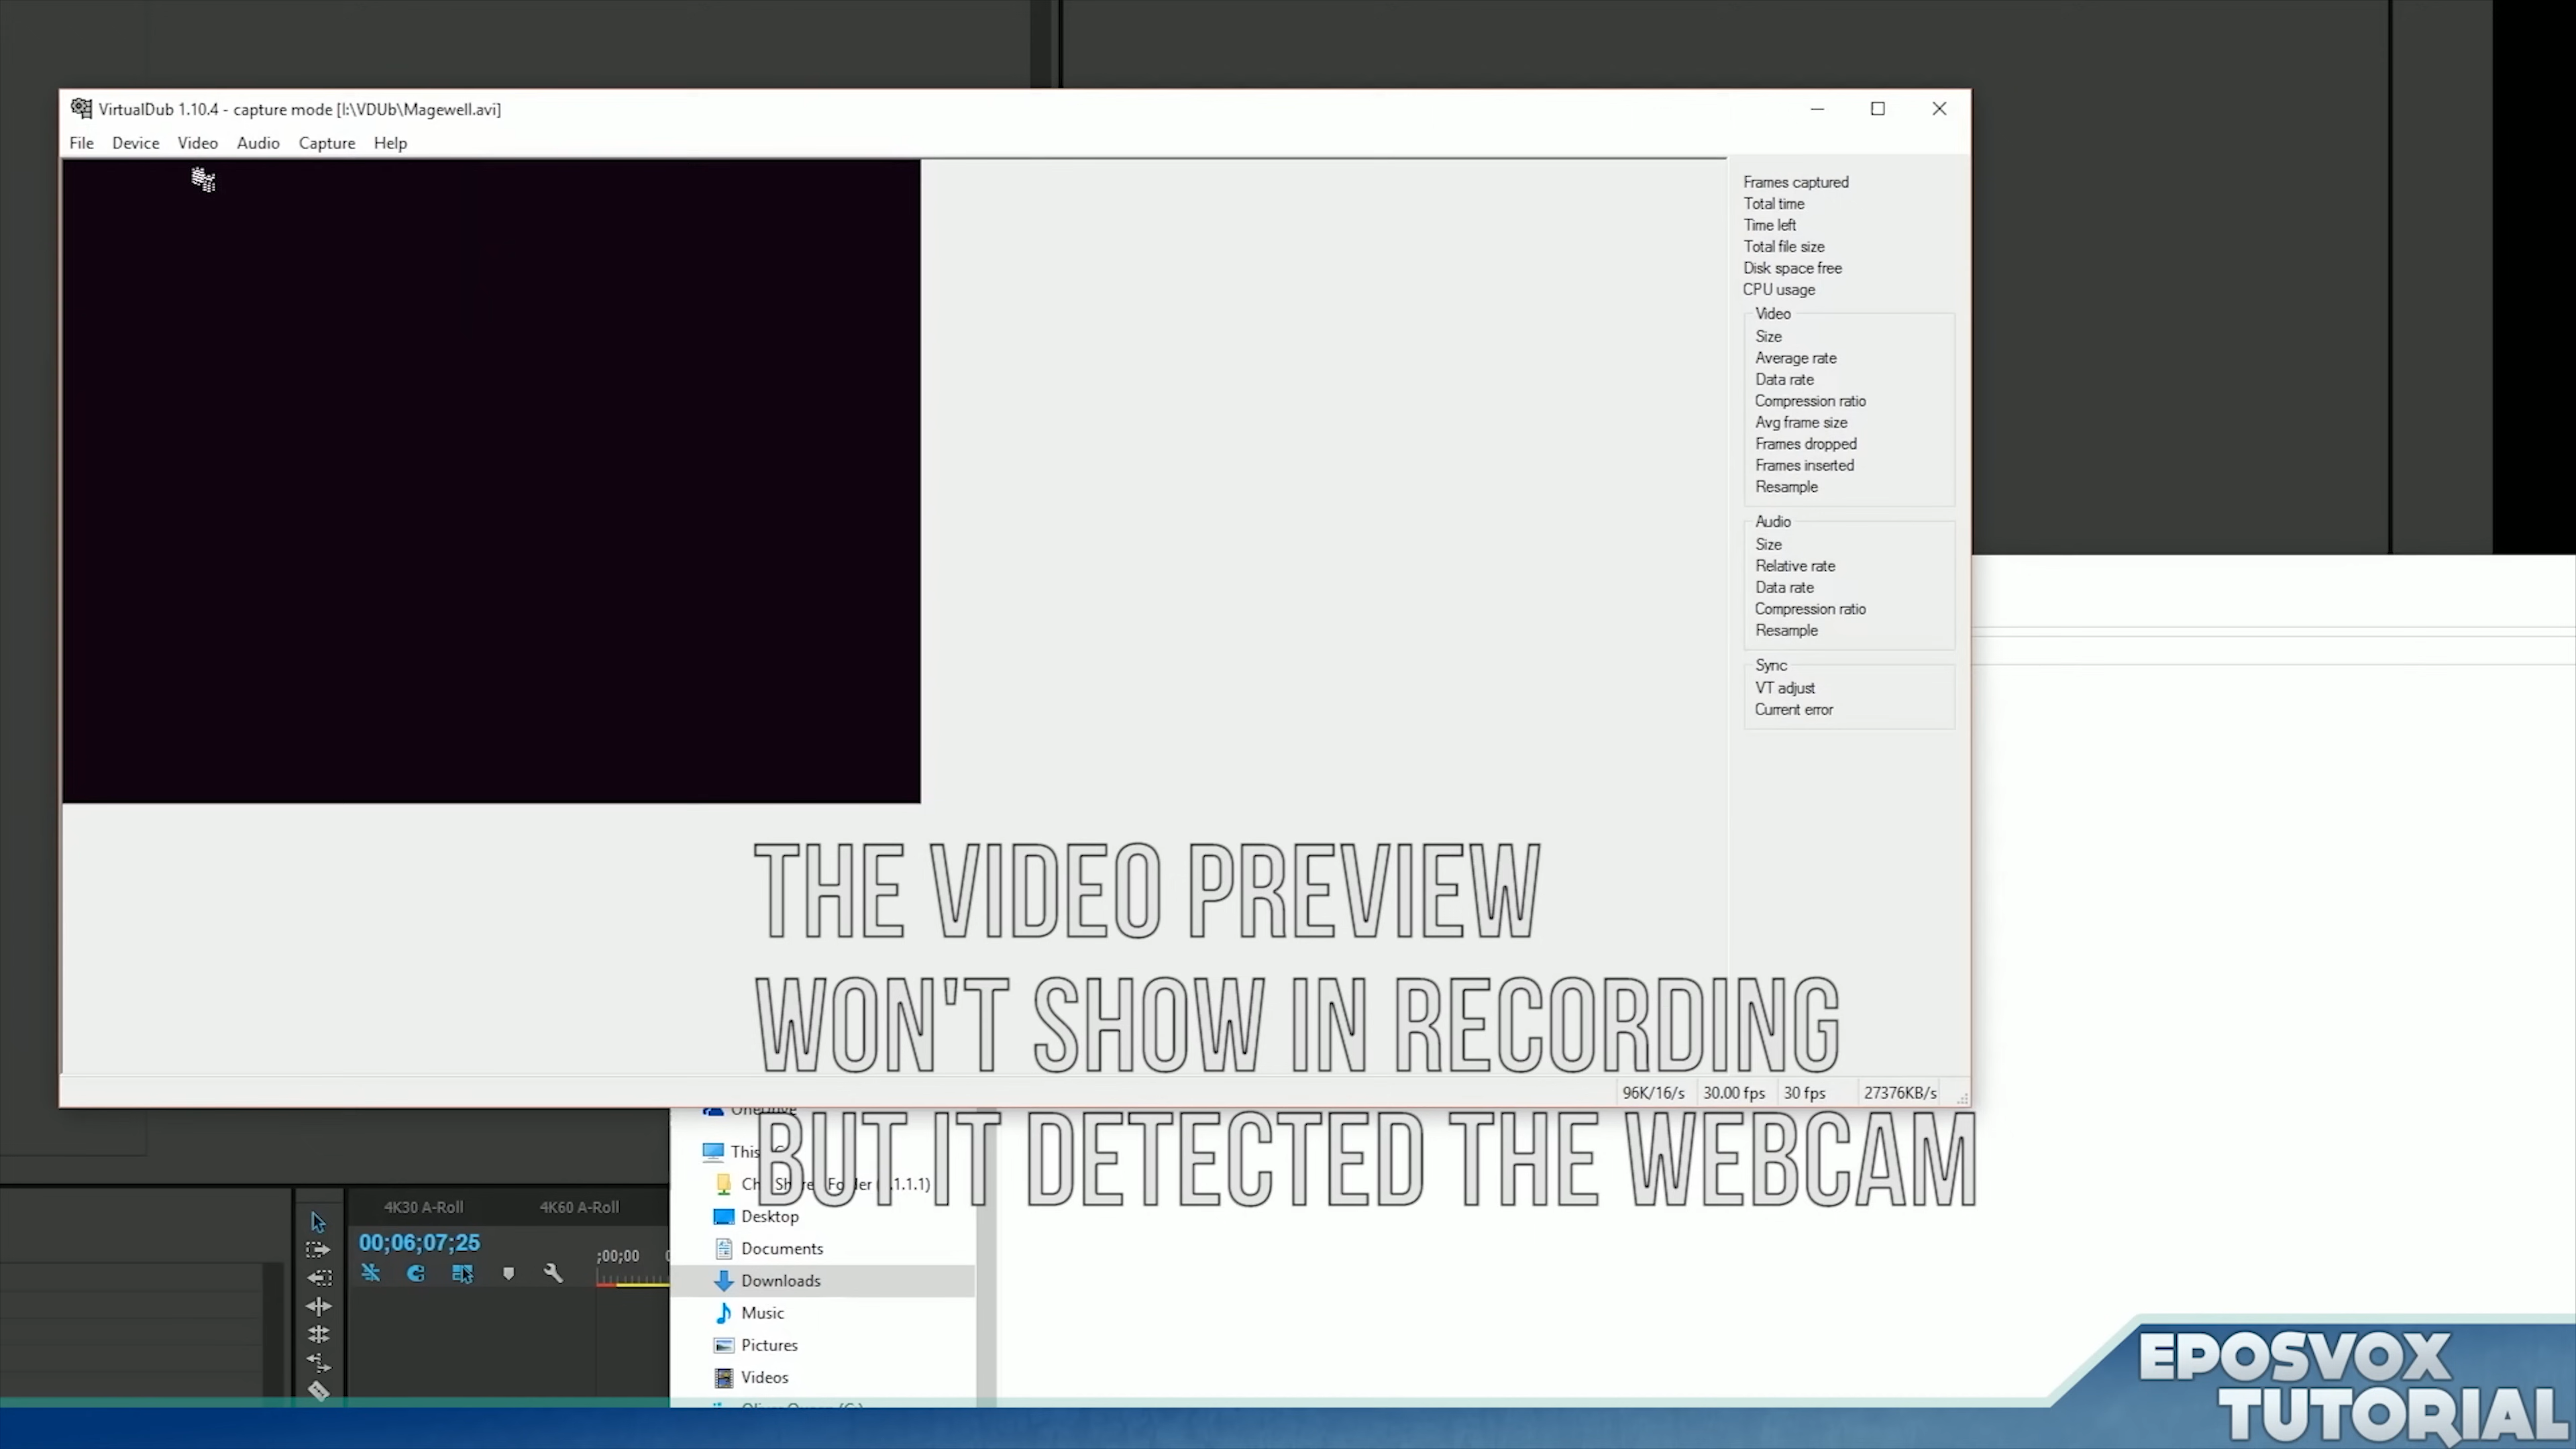 VirtualDub 1.10.4 - capture mode [I:\VDUb\Magewell.avi]
File Device Video Audio Capture Help
Frames captured
Total time
Time left
Total file size
Disk space free
CPU usage
Video
Size
Average rate
Data rate
Compression ratio
Avg frame size
Frames dropped
Frames inserted
Resample
Audio
Size
Relative rate
Data rate
Compression ratio
Resample
Sync
VT adjust
Current error
THE VIDEO PREVIEW
WON'T SHOW IN RECORDING
BUT IT DETECTED THE WEBCAM
96K/16/s 30.00 fps 30 fps 27376KB/s
OneDrive
This
Desktop
Documents
Downloads
Music
Pictures
Videos
4K30 A-Roll 4K60 A-Roll
00;06;07;25
;00;00
EPOSVOX
TUTORIAL